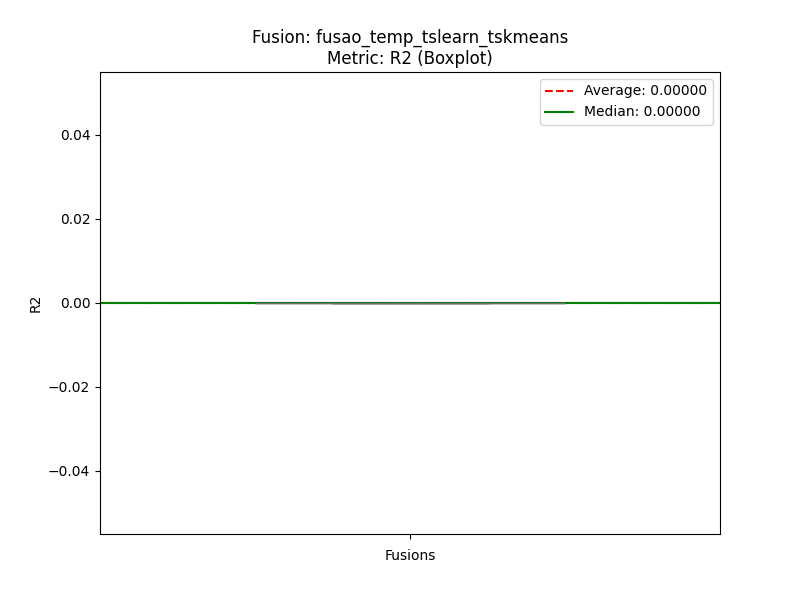 Fusion: fusao_temp_tslearn_tskmeans
Metric: R2 (Boxplot)
Average: 0.00000
Median: 0.00000
0.04
0.02
0.00
−0.02
−0.04
R2
Fusions